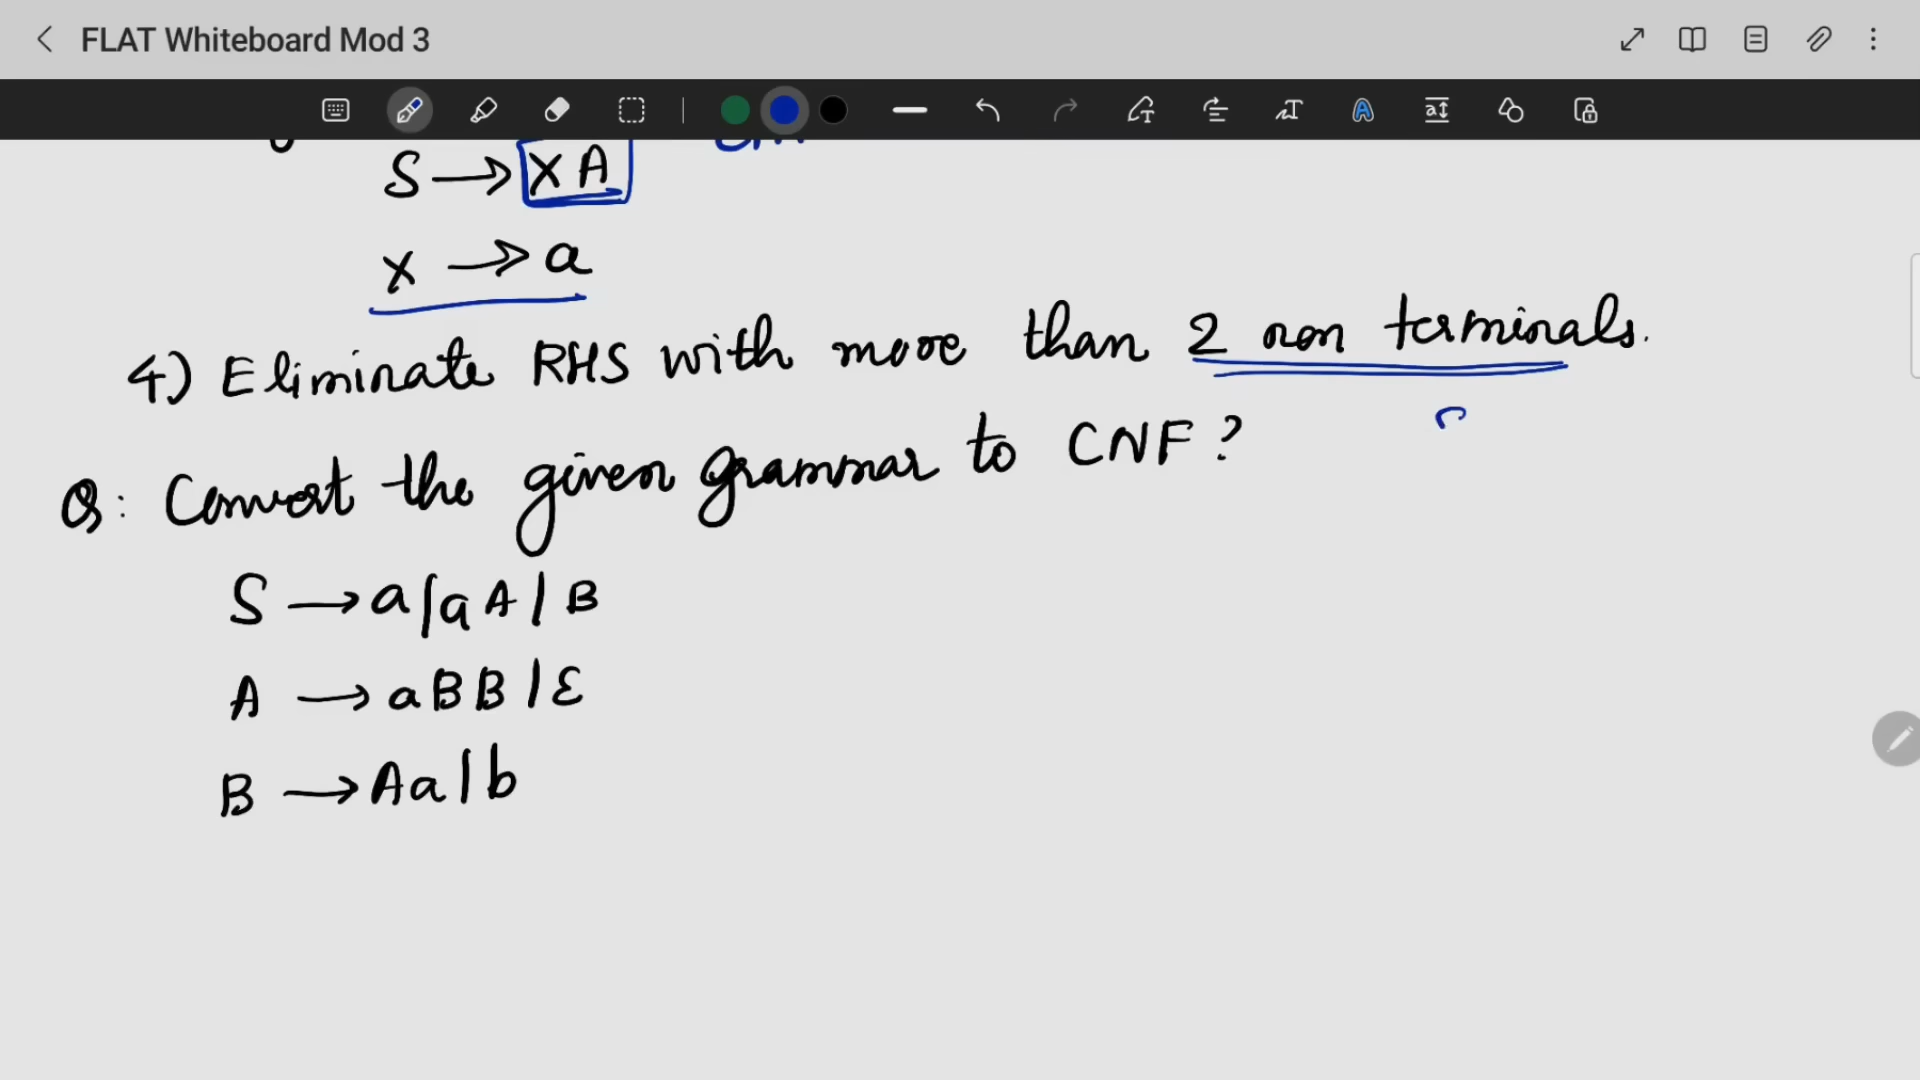 FLAT Whiteboard Mod 3
S → XA
X → a
4) Eliminate RHS with more than 2 non terminals.
Q: Convert the given grammar to CNF?
S → a|aA|B
A → aBB|ε
B → Aa|b